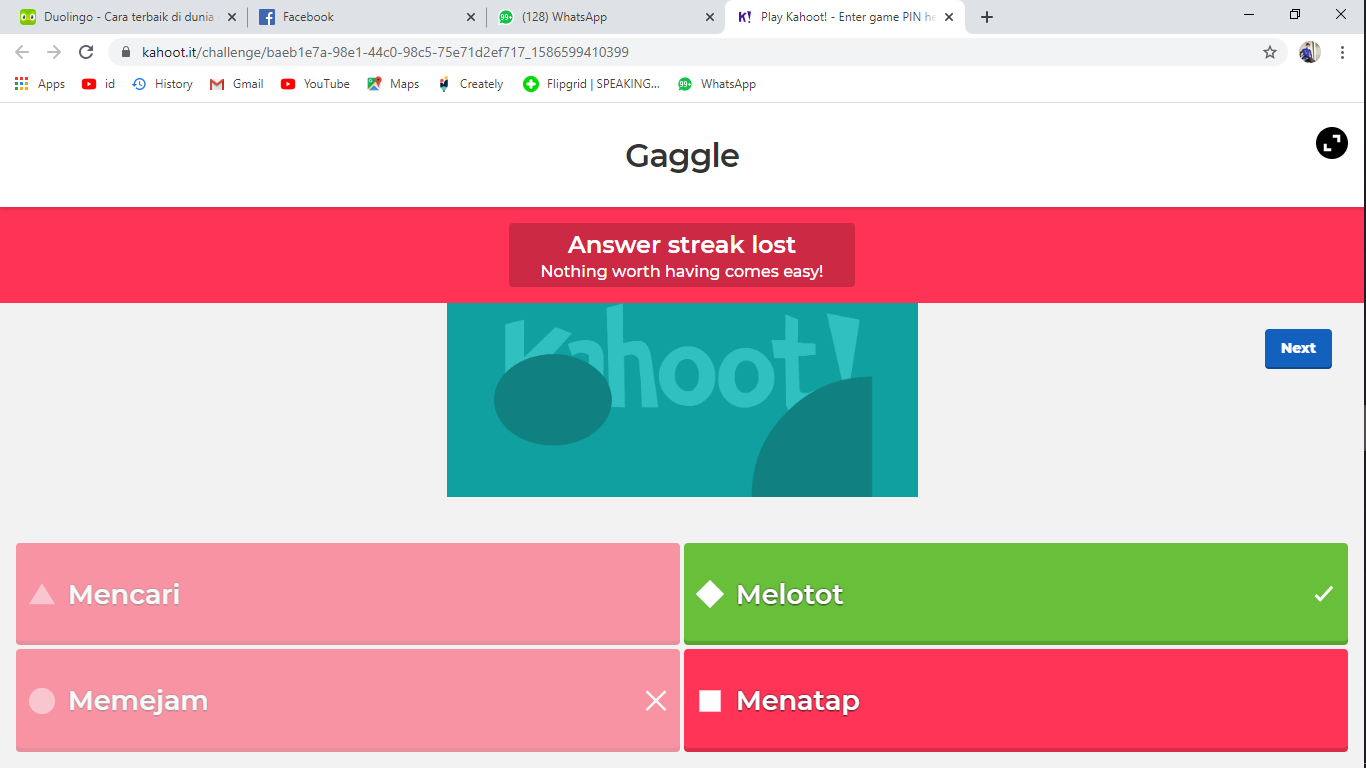 Duolingo - Cara terbaik di dunia
Facebook
99+
(128) WhatsApp
K!
Play Kahoot! - Enter game PIN he
kahoot.it/challenge/baeb1e7a-98e1-44c0-98c5-75e71d2ef717_1586599410399
Apps
id
History
Gmail
YouTube
Maps
Creately
Flipgrid | SPEAKING...
99+
WhatsApp
Gaggle
Answer streak lost
Nothing worth having comes easy!
Kahoot!
Next
Mencari
Melotot
Memejam
Menatap